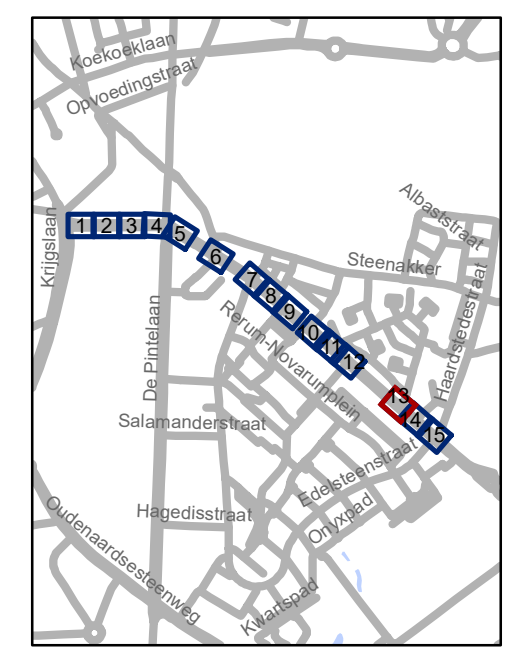 Koekoeklaan
Opvoedingstraat
Krijgslaan
Albaststraat
1 2 3 4 5
6
Steenakker
7
8
9
10
11
12
De Pintelaan
Rerum-Novarumplein
Haardstedestraat
13
14
15
Salamanderstraat
Edelsteenstraat
Hagedisstraat
Onyxpad
Oudenaardsesteenweg
Kwartspad